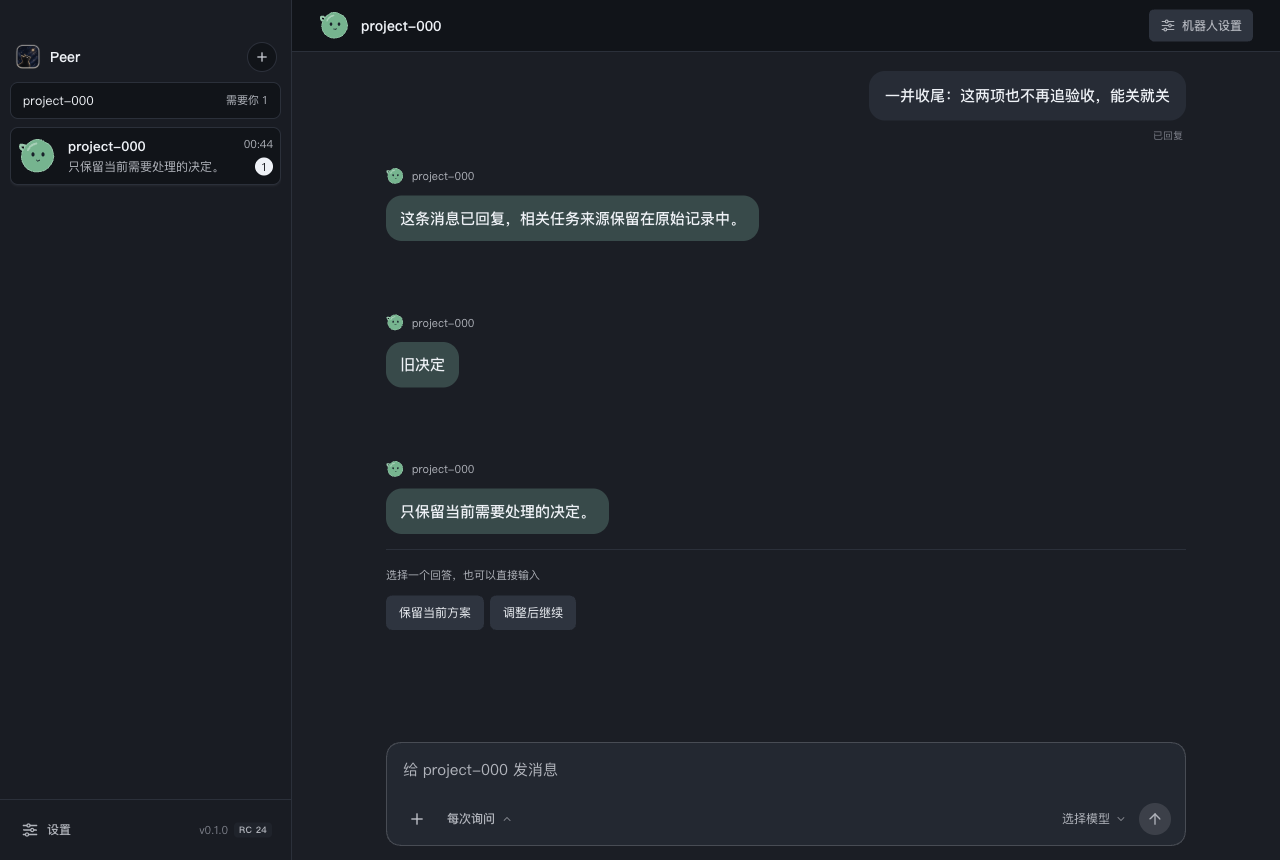 Peer
project-000
需要你 1
project-000
00:44
只保留当前需要处理的决定。
1
设置
v0.1.0
RC 24
project-000
机器人设置
一并收尾：这两项也不再追验收，能关就关
已回复
project-000
这条消息已回复，相关任务来源保留在原始记录中。
project-000
旧决定
project-000
只保留当前需要处理的决定。
选择一个回答，也可以直接输入
保留当前方案
调整后继续
给 project-000 发消息
每次询问
选择模型